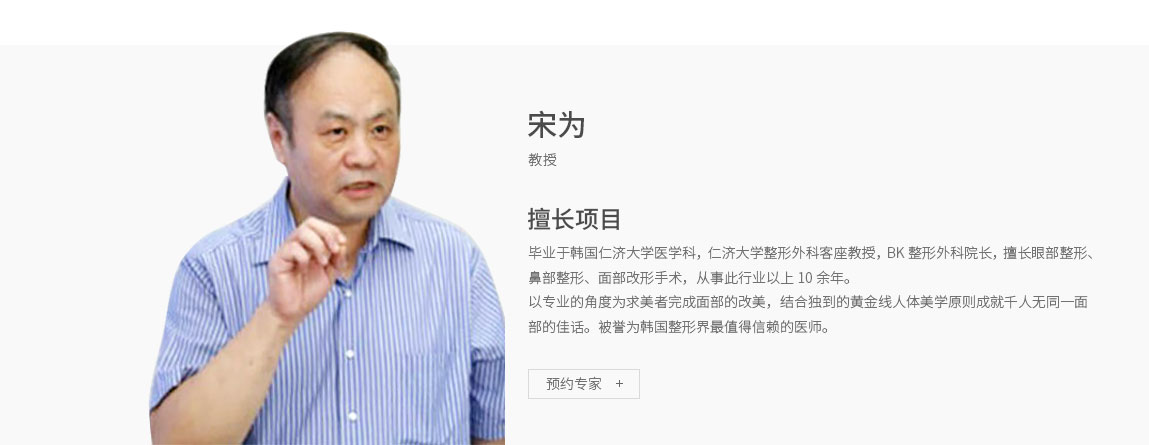 宋为
教授
擅长项目
毕业于韩国仁济大学医学科，仁济大学整形外科客座教授，BK 整形外科院长，擅长眼部整形、
鼻部整形、面部改形手术，从事此行业以上 10 余年。
以专业的角度为求美者完成面部的改美，结合独到的黄金线人体美学原则成就千人无同一面
部的佳话。被誉为韩国整形界最值得信赖的医师。
预约专家 +